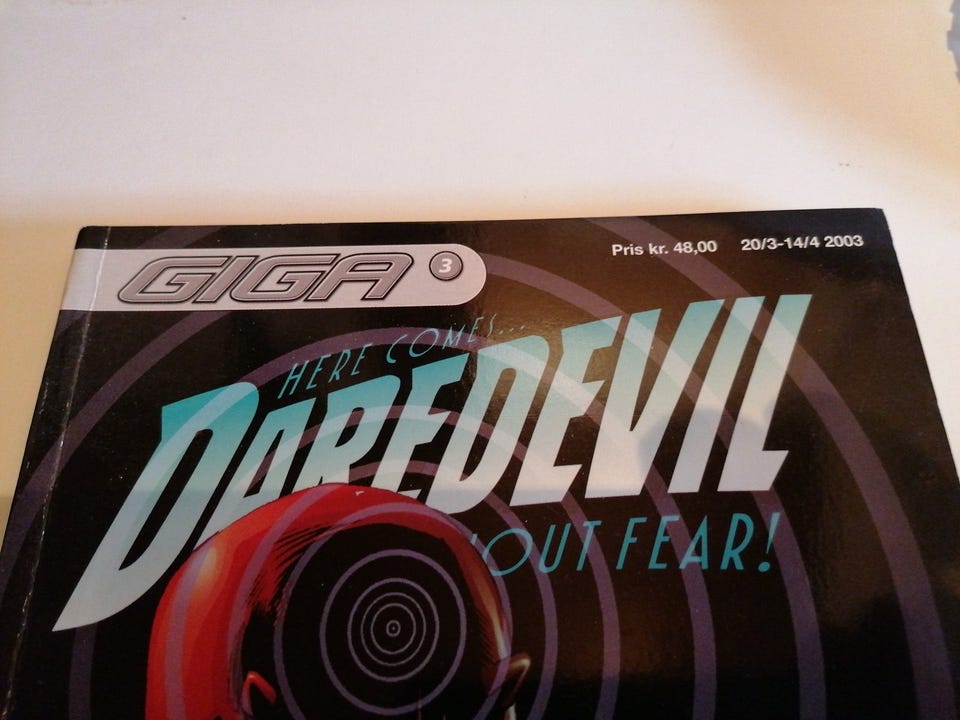 GIGA 3
Pris kr. 48,00 20/3-14/4 2003
HERE COMES...
DAREDEVIL
'OUT FEAR!